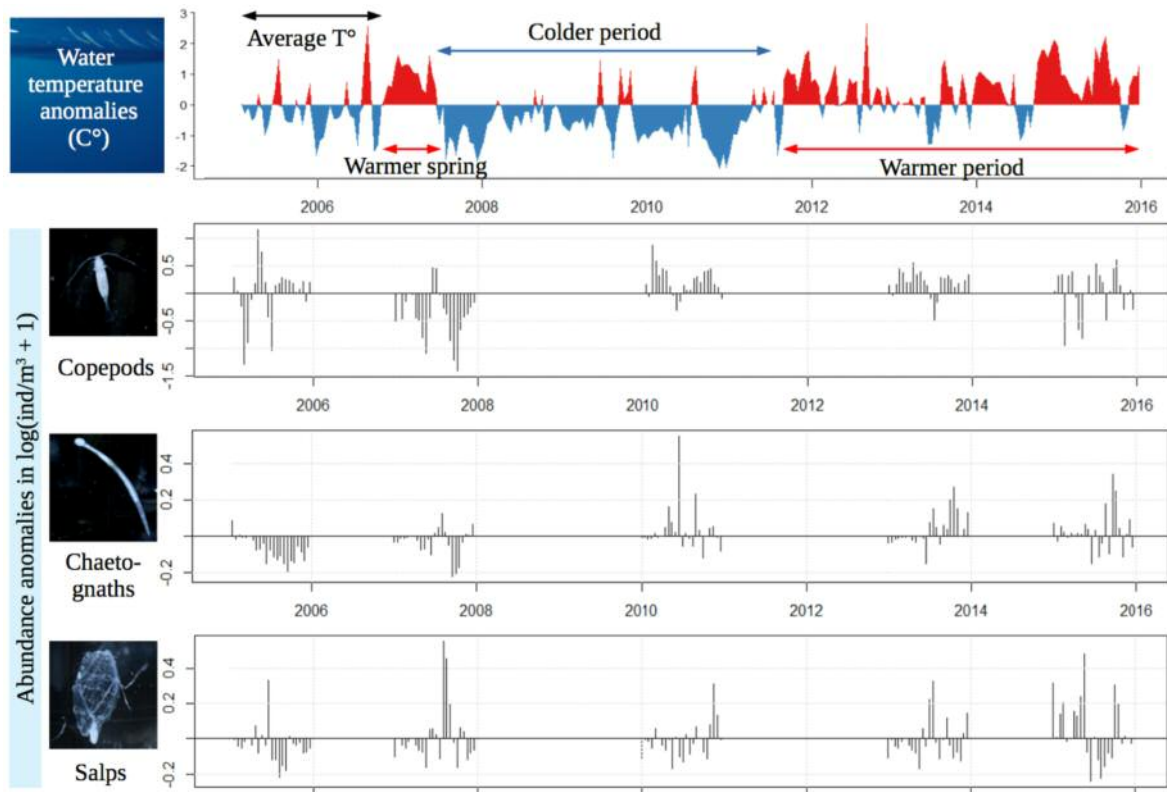 3
2
1
0
-1
-2
Water
temperature
anomalies
(C°)
Average T°
Colder period
Warmer spring
Warmer period
2006
2008
2010
2012
2014
2016
Abundance anomalies in log(ind/m³ + 1)
Copepods
0.5
-0.5
-1.5
2006
2008
2010
2012
2014
2016
Chaeto-
gnaths
0.4
0.2
-0.2
2006
2008
2010
2012
2014
2016
Salps
0.4
0.2
-0.2